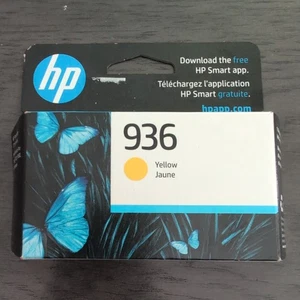 hp
Download the free
HP Smart app.
Téléchargez l'application
HP Smart gratuite.
hpapp.com
936
Yellow
Jaune